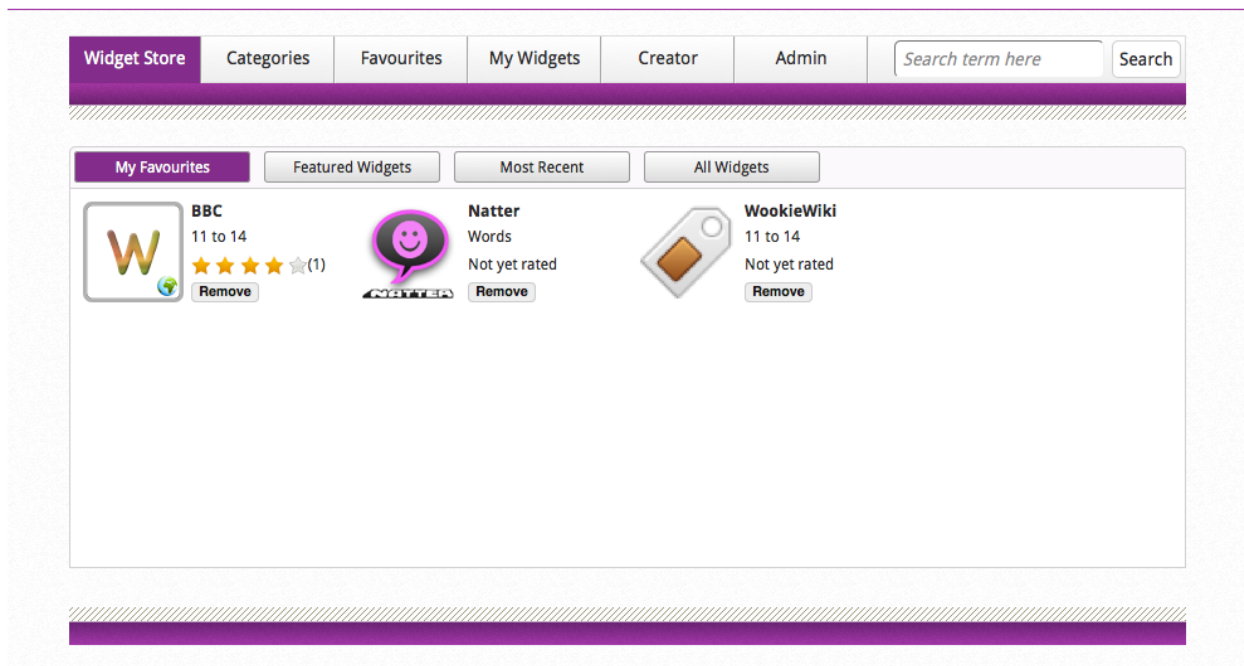 Widget Store Categories Favourites My Widgets Creator Admin Search term here Search
My Favourites Featured Widgets Most Recent All Widgets
W
BBC
11 to 14
(1)
Remove
NATTER
Natter
Words
Not yet rated
Remove
WookieWiki
11 to 14
Not yet rated
Remove